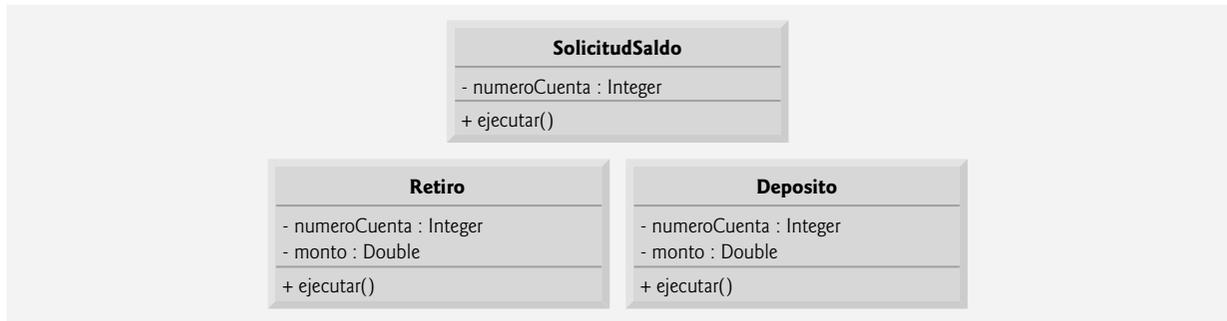 SolicitudSaldo
- numeroCuenta : Integer
+ ejecutar()
Retiro
- numeroCuenta : Integer
- monto : Double
+ ejecutar()
Deposito
- numeroCuenta : Integer
- monto : Double
+ ejecutar()